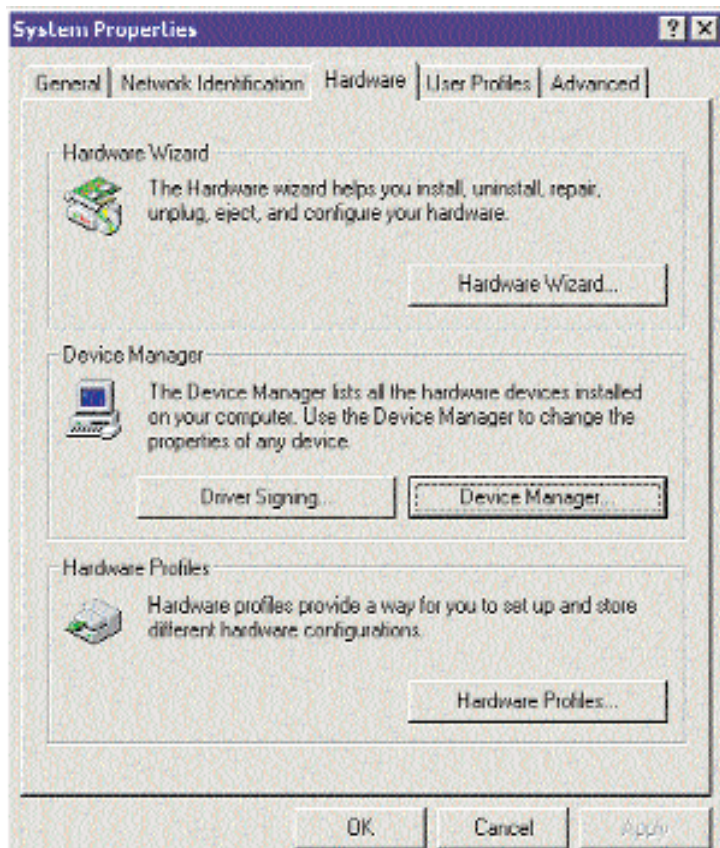 System Properties
General Network Identification Hardware User Profiles Advanced
Hardware Wizard
The Hardware wizard helps you install, uninstall, repair,
unplug, eject, and configure your hardware.
Hardware Wizard...
Device Manager
The Device Manager lists all the hardware devices installed
on your computer. Use the Device Manager to change the
properties of any device.
Driver Signing... Device Manager...
Hardware Profiles
Hardware profiles provide a way for you to set up and store
different hardware configurations.
Hardware Profiles...
OK Cancel Apply